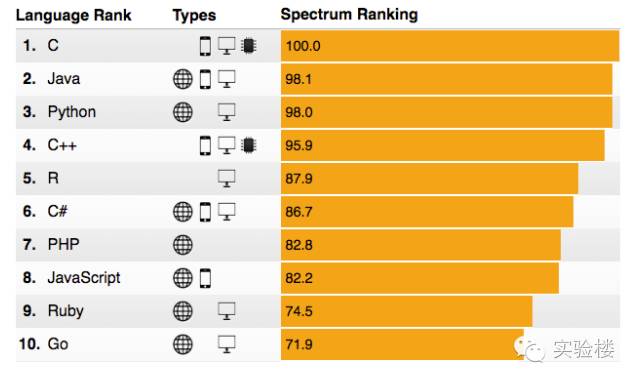 Language Rank Types Spectrum Ranking
1. C 100.0
2. Java 98.1
3. Python 98.0
4. C++ 95.9
5. R 87.9
6. C# 86.7
7. PHP 82.8
8. JavaScript 82.2
9. Ruby 74.5
10. Go 71.9
实验楼